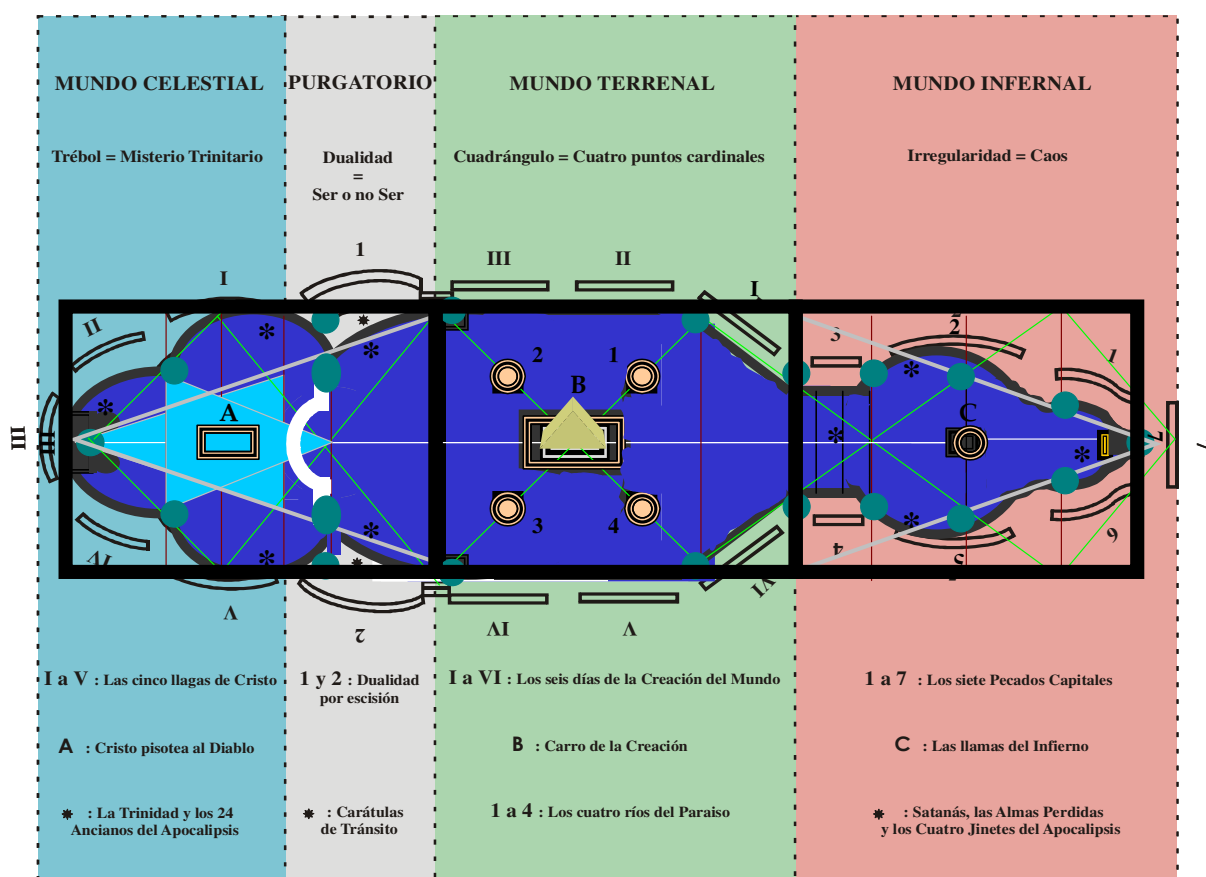 MUNDO CELESTIAL
PURGATORIO
MUNDO TERRENAL
MUNDO INFERNAL
Trébol = Misterio Trinitario
Dualidad
=
Ser o no Ser
Cuadrángulo = Cuatro puntos cardinales
Irregularidad = Caos
I
1
III
II
I
II
3
2
2
1
2
1
A
B
C
*
*
*
*
*
*
*
*
*
III
III
7
7
3
4
4
5
6
IV
V
2
IV
V
VI
I a V : Las cinco llagas de Cristo
1 y 2 : Dualidad
por escisión
I a VI : Los seis días de la Creación del Mundo
1 a 7 : Los siete Pecados Capitales
A : Cristo pisotea al Diablo
B : Carro de la Creación
C : Las llamas del Infierno
* : La Trinidad y los 24
Ancianos del Apocalipsis
* : Carátulas
de Tránsito
1 a 4 : Los cuatro ríos del Paraiso
* : Satanás, las Almas Perdidas
y los Cuatro Jinetes del Apocalipsis